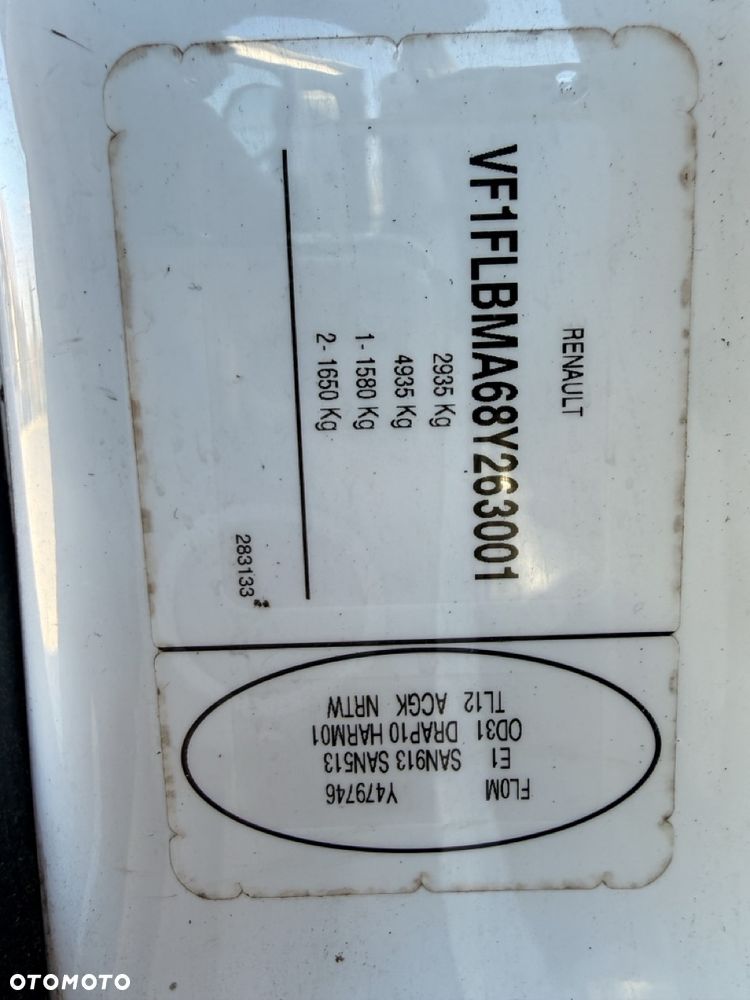 RENAULT
VF1FLBMA68Y263001
2935 Kg
4935 Kg
1- 1580 Kg
2- 1650 Kg
283133
FL0M Y479746
E1 SAN913 SAN513
OD31 DRAP10 HARM01
TL12 ACGK NRTW
OTOMOTO